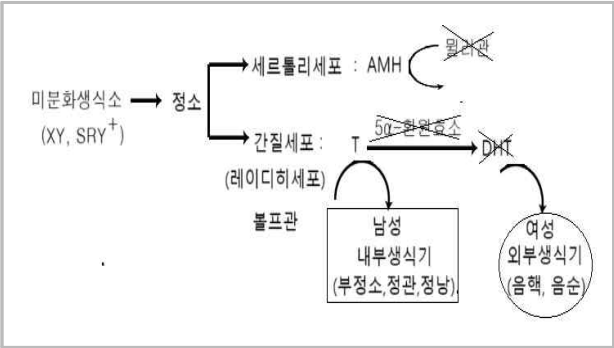 뮐러관
세르톨리세포 : AMH
미분화생식소
정소
(XY, SRY+)
5α-환원효소
간질세포 : T
DHT
(레이디히세포)
볼프관
남성
내부생식기
(부정소,정관,정낭)
여성
외부생식기
(음핵, 음순)